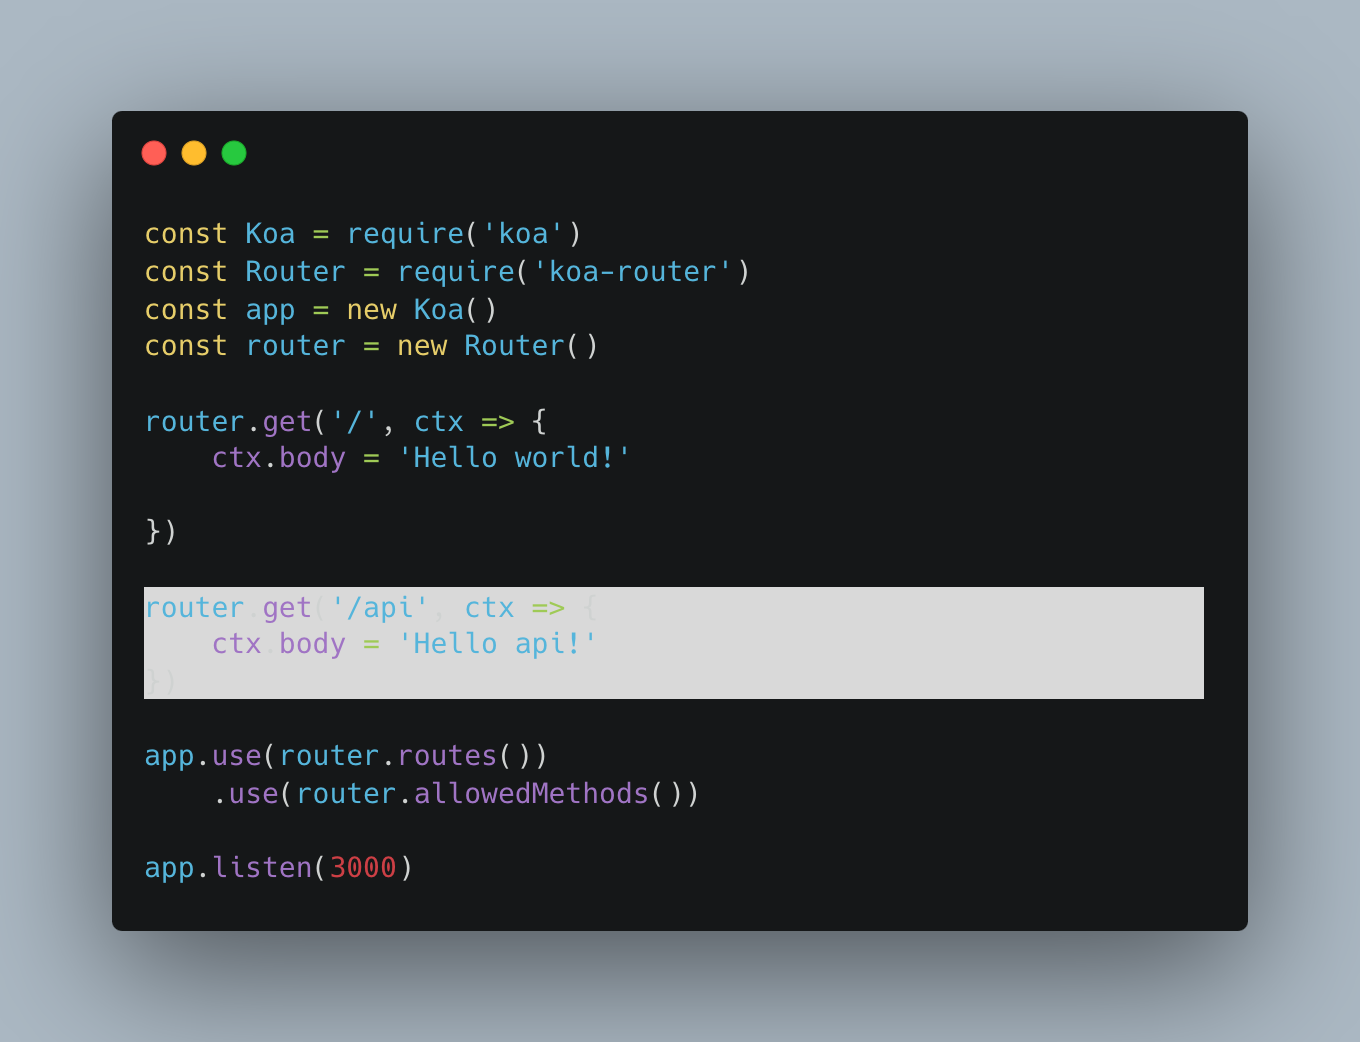 const Koa = require('koa')
const Router = require('koa-router')
const app = new Koa()
const router = new Router()
router.get('/', ctx => {
    ctx.body = 'Hello world!'
})
router.get('/api', ctx => {
    ctx.body = 'Hello api!'
})
app.use(router.routes())
    .use(router.allowedMethods())
app.listen(3000)